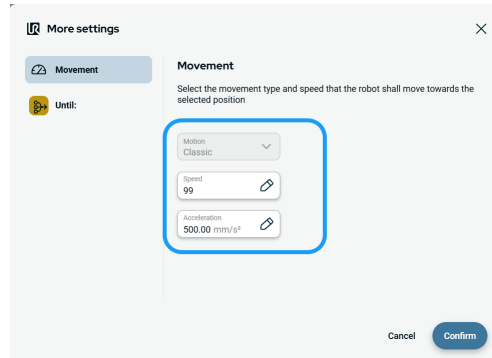 More settings
Movement
Until:
Movement
Select the movement type and speed that the robot shall move towards the
selected position
Motion
Classic
Speed
99
Acceleration
500.00 mm/s²
Cancel
Confirm